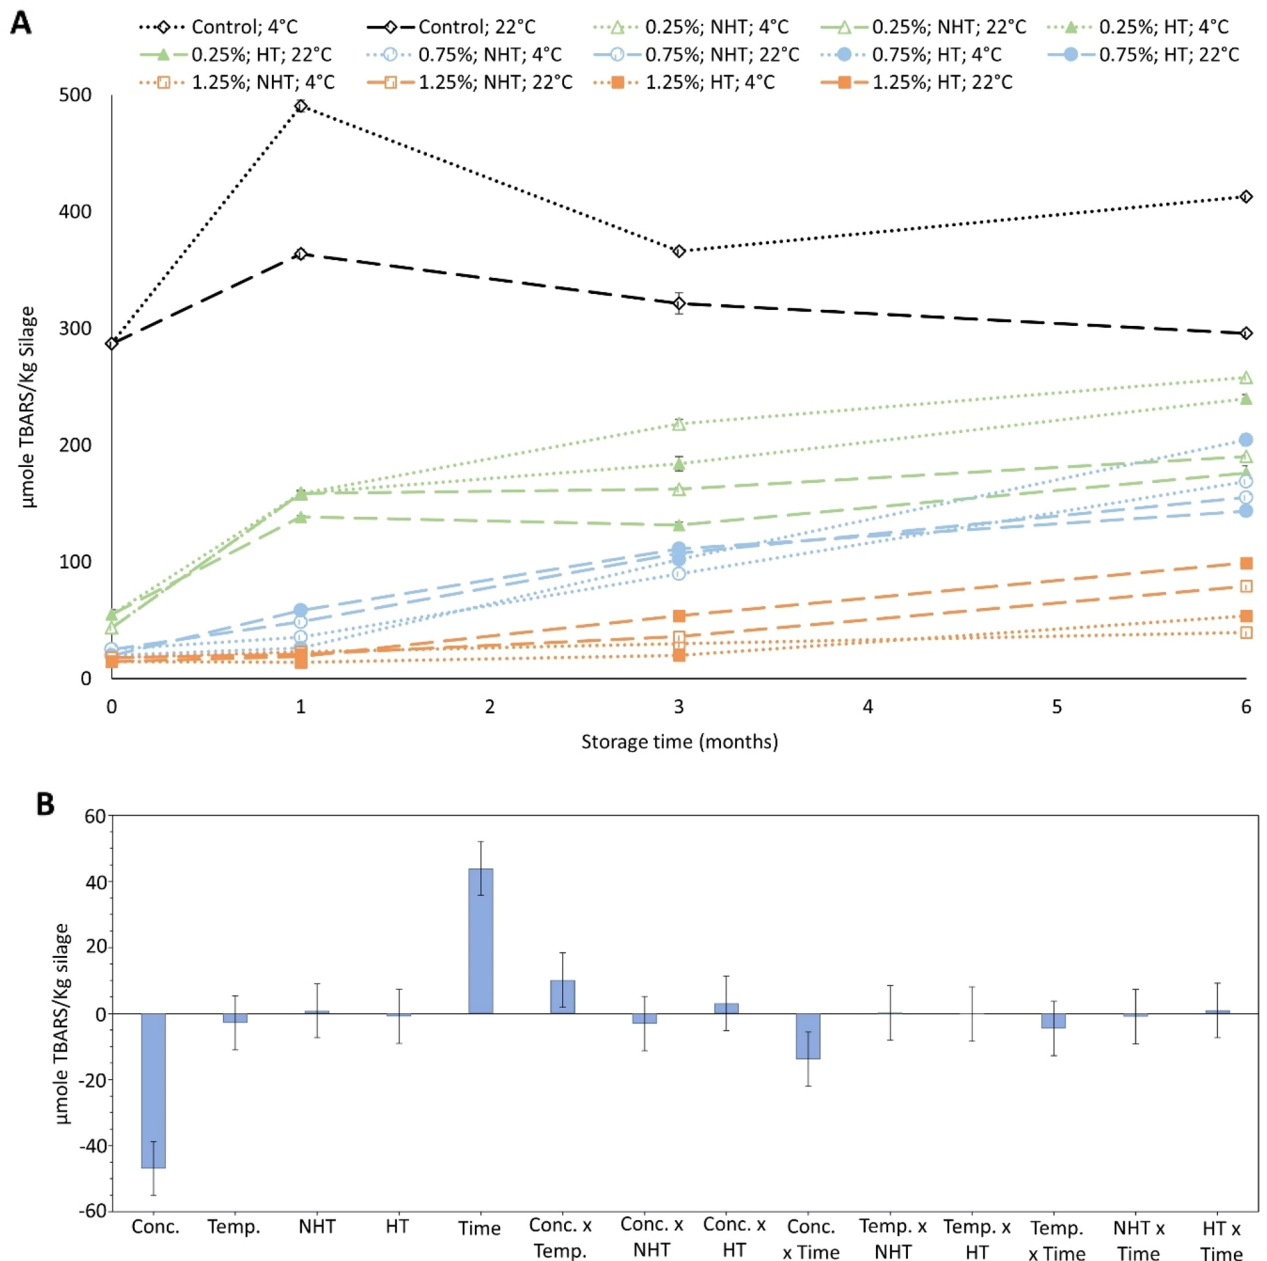 A
Control; 4°C Control; 22°C 0.25%; NHT; 4°C 0.25%; NHT; 22°C 0.25%; HT; 4°C
0.25%; HT; 22°C 0.75%; NHT; 4°C 0.75%; NHT; 22°C 0.75%; HT; 4°C 0.75%; HT; 22°C
1.25%; NHT; 4°C 1.25%; NHT; 22°C 1.25%; HT; 4°C 1.25%; HT; 22°C
500
400
300
200
100
0
µmole TBARS/Kg Silage
0 1 2 3 4 5 6
Storage time (months)
B
60
40
20
0
-20
-40
-60
µmole TBARS/Kg silage
Conc. Temp. NHT HT Time Conc. x Conc. x Conc. x Conc. Temp. x Temp. x Temp. NHT x HT x
Temp. NHT HT x Time NHT HT x Time Time Time